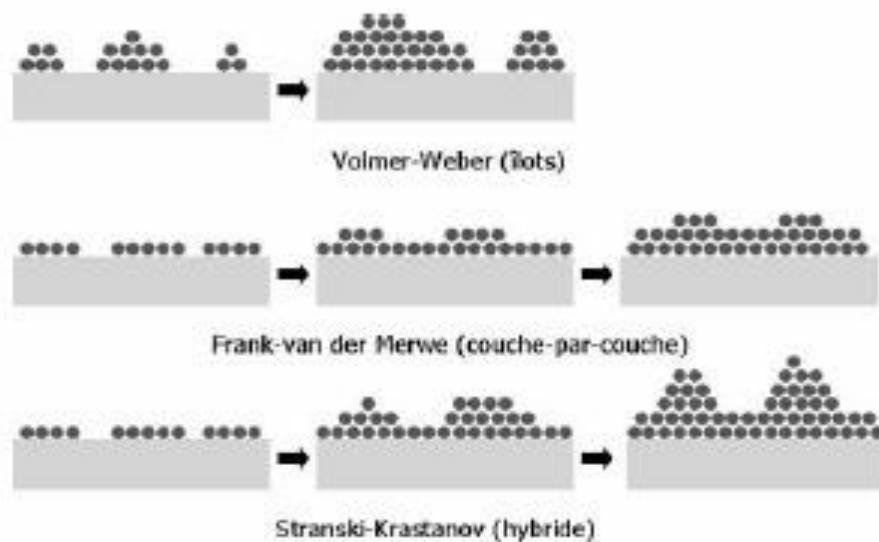 Volmer-Weber (îlots)
Frank-van der Merwe (couche-par-couche)
Stranski-Krastanov (hybride)